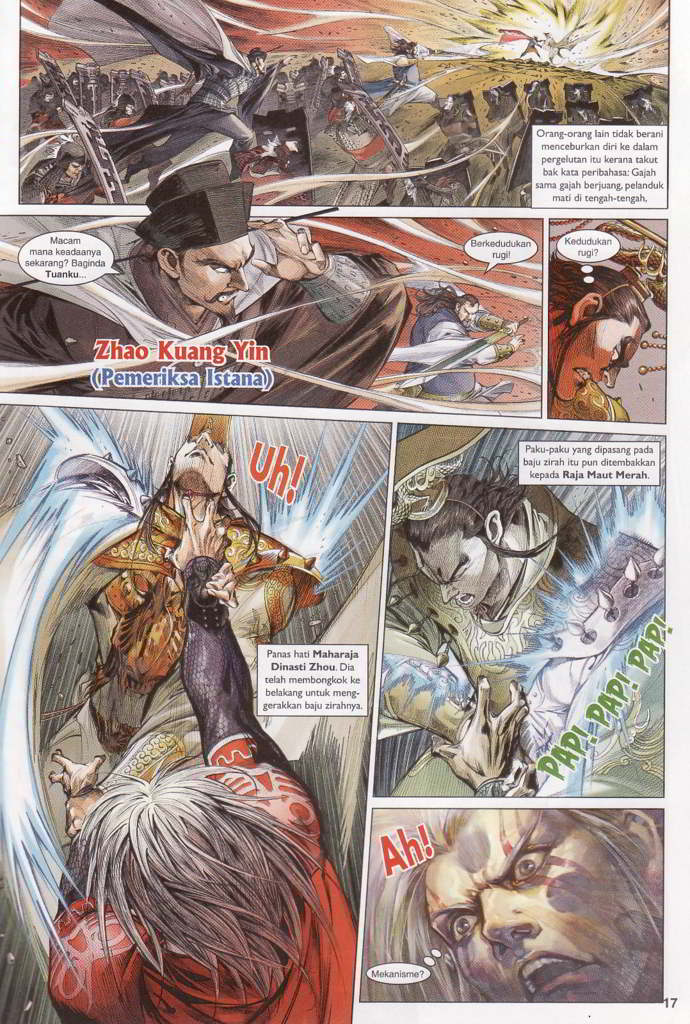 Orang-orang lain tidak berani
menceburkan diri ke dalam
pergelutan itu kerana takut
bak kata peribahasa: Gajah
sama gajah berjuang, pelanduk
mati di tengah-tengah,
Macam
mana keadaanya
sekarang? Baginda
Tuanku...
Berkedudukan
rugi!
Kedudukan
rugi?
Zhao Kuang Yin
(Pemeriksa Istana)
Uh!
Panas hati Maharaja
Dinasti Zhou. Dia
telah membongkok ke
belakang untuk meng-
gerakkan baju zirahnya.
Paku-paku yang dipasang pada
baju zirah itu pun ditembakkan
kepada Raja Maut Merah.
PAP! PAP! PAP!
Ah!
Mekanisme?
17